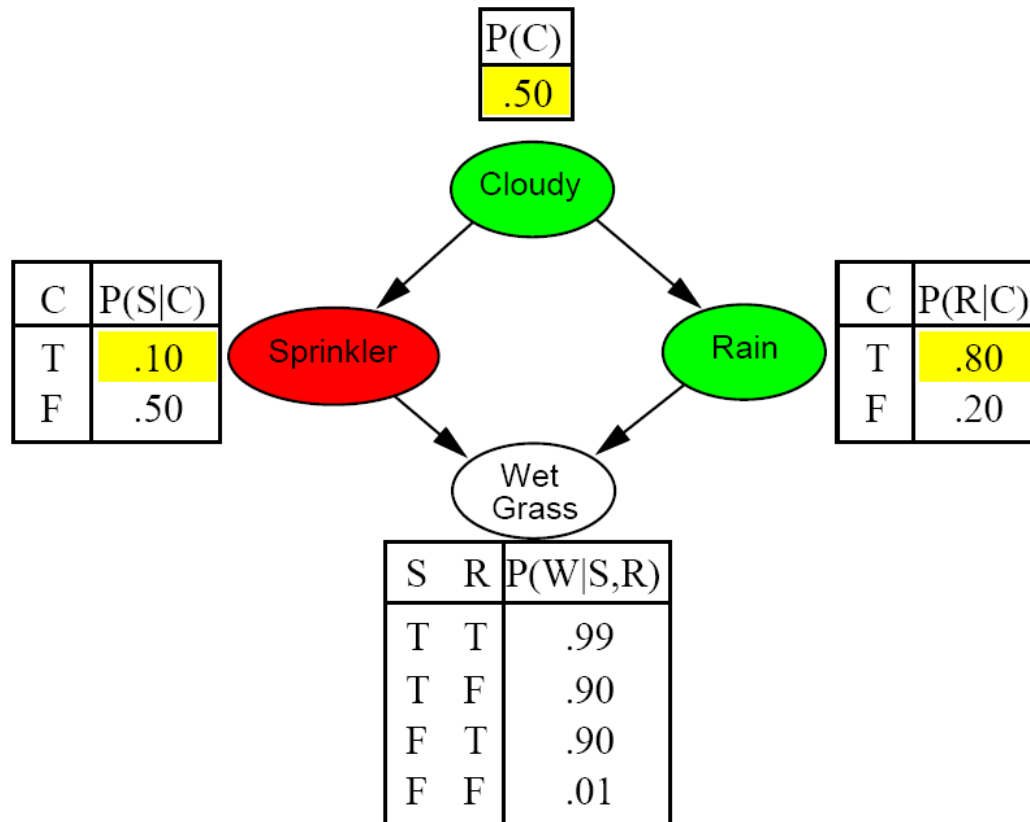 P(C)
.50
Cloudy
C P(S|C)
T .10
F .50
Sprinkler
Rain
C P(R|C)
T .80
F .20
Wet
Grass
S R P(W|S,R)
T T .99
T F .90
F T .90
F F .01